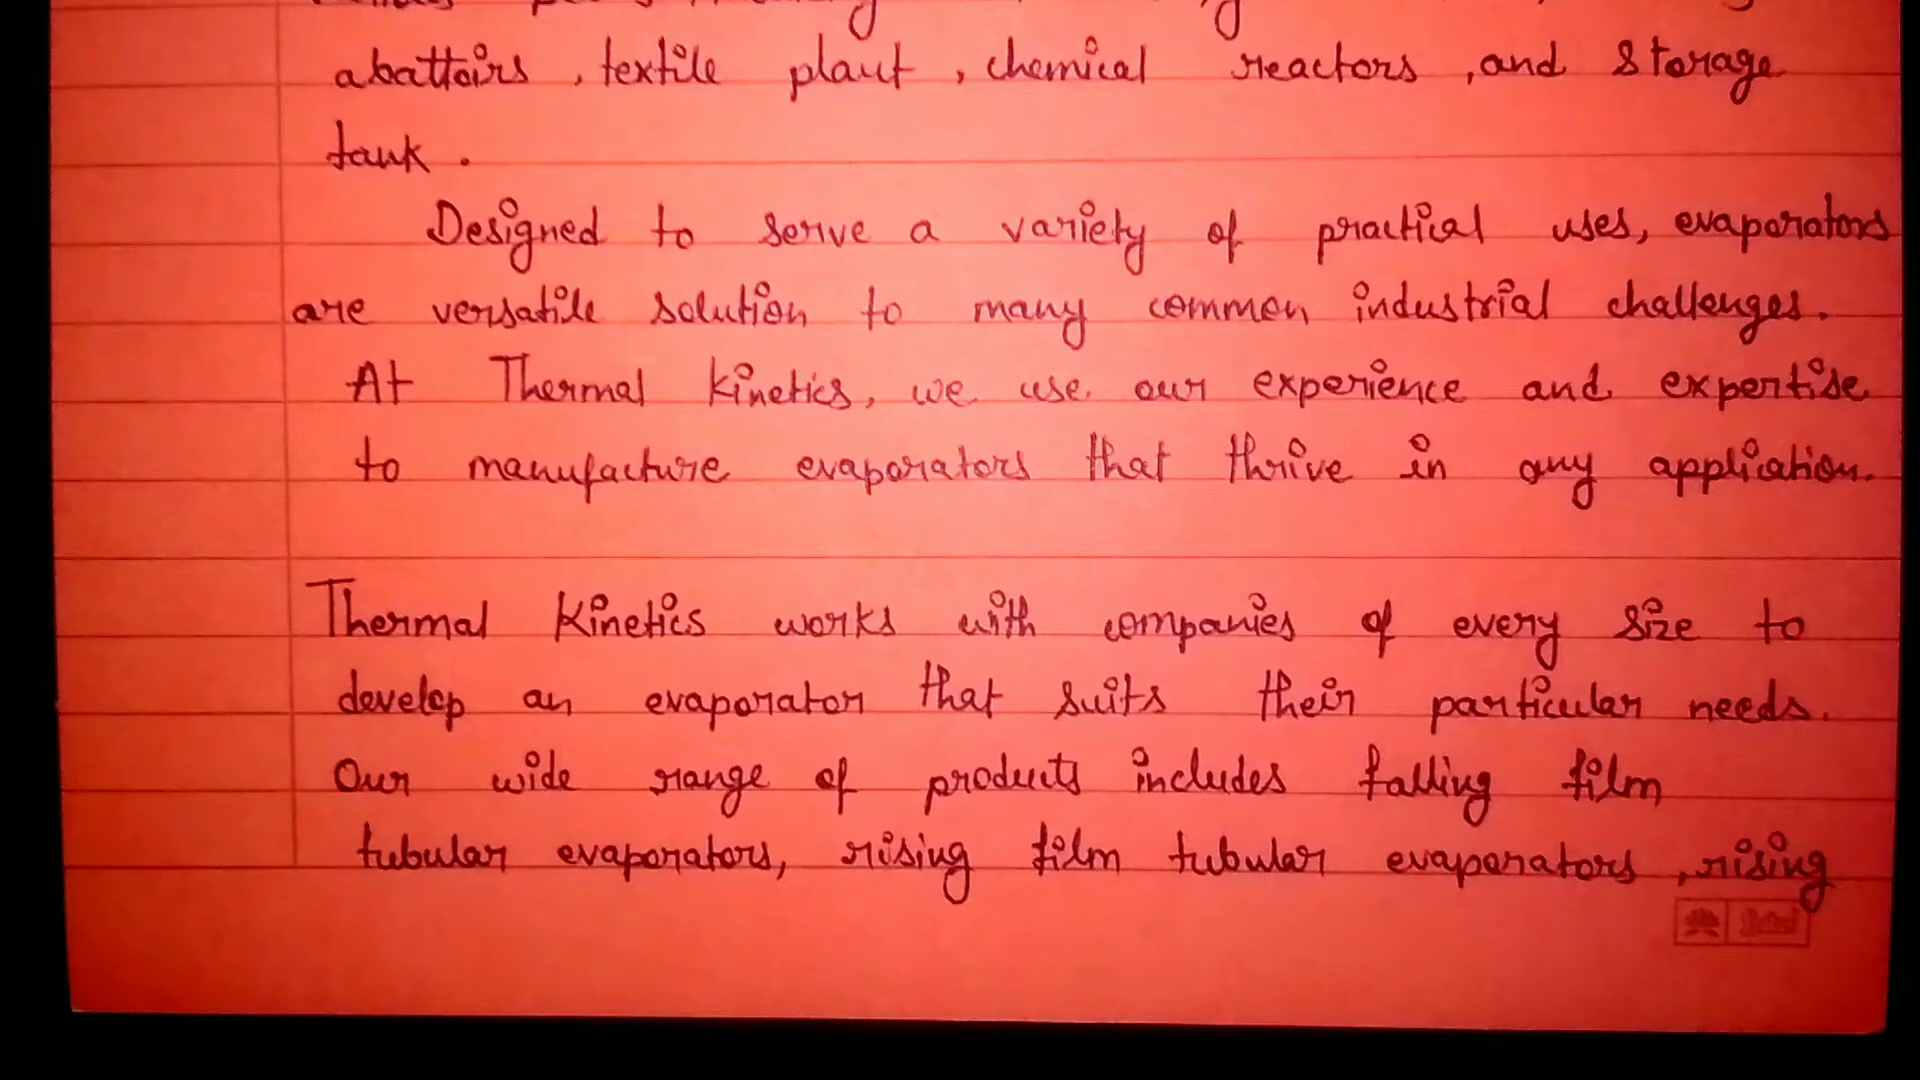 abattoirs, textile plant, chemical reactors, and storage
tank.
Designed to serve a variety of practical uses, evaporators
are versatile solution to many common industrial challenges.
At Thermal Kinetics, we use our experience and expertise
to manufacture evaporators that thrive in any application.
Thermal Kinetics works with companies of every size to
develop an evaporator that suits their particular needs.
Our wide range of products includes falling film
tubular evaporators, rising film tubular evaporators, rising